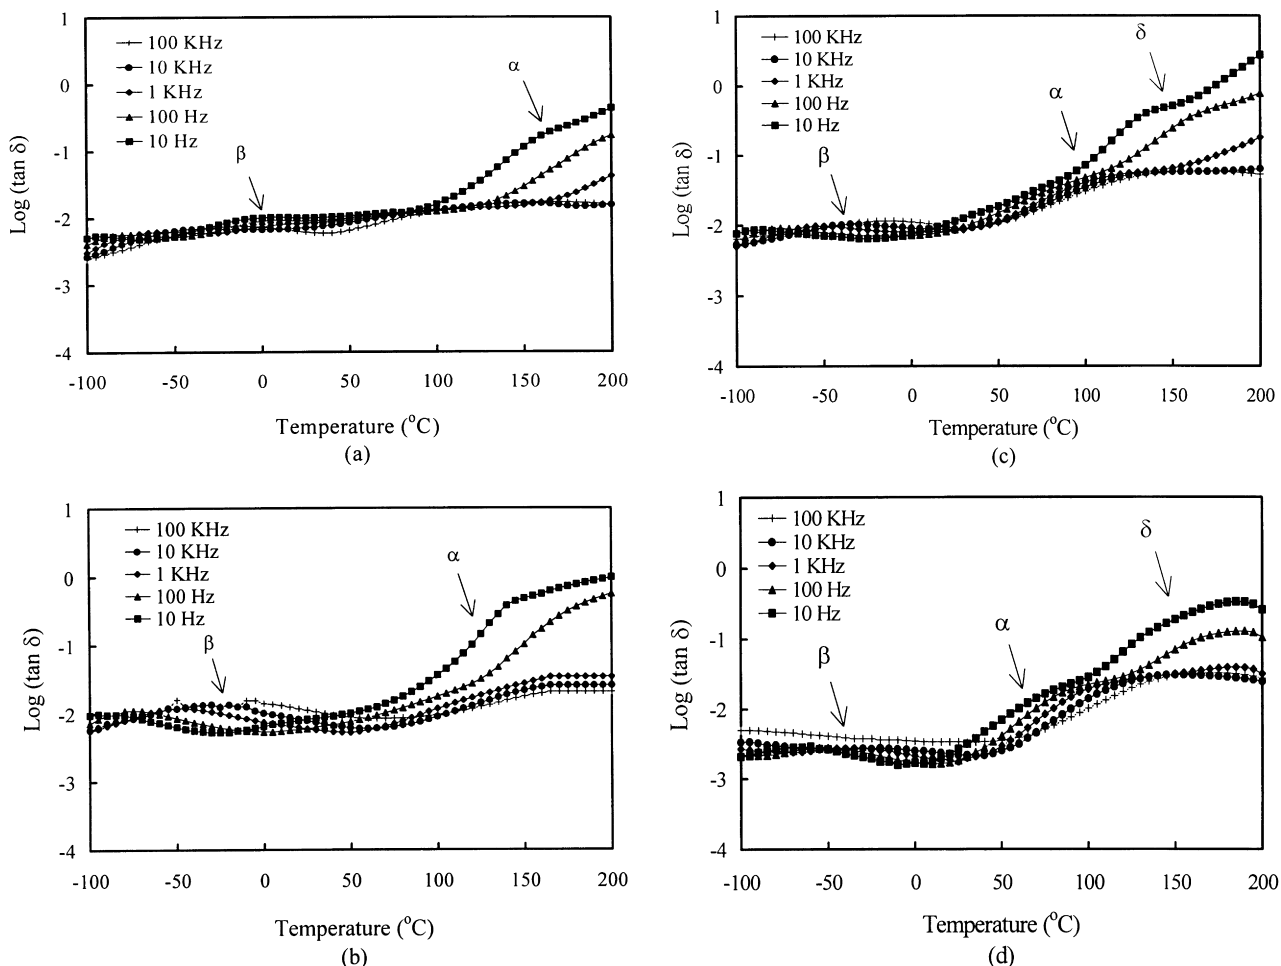 1
0
-1
-2
-3
-4
Log (tan δ)
100 KHz
10 KHz
1 KHz
100 Hz
10 Hz
β
α
-100 -50 0 50 100 150 200
Temperature (°C)
(a)
1
0
-1
-2
-3
-4
Log (tan δ)
100 KHz
10 KHz
1 KHz
100 Hz
10 Hz
β
α
δ
-100 -50 0 50 100 150 200
Temperature (°C)
(c)
1
0
-1
-2
-3
-4
Log (tan δ)
100 KHz
10 KHz
1 KHz
100 Hz
10 Hz
β
α
-100 -50 0 50 100 150 200
Temperature (°C)
(b)
1
0
-1
-2
-3
-4
Log (tan δ)
100 KHz
10 KHz
1 KHz
100 Hz
10 Hz
β
α
δ
-100 -50 0 50 100 150 200
Temperature (°C)
(d)